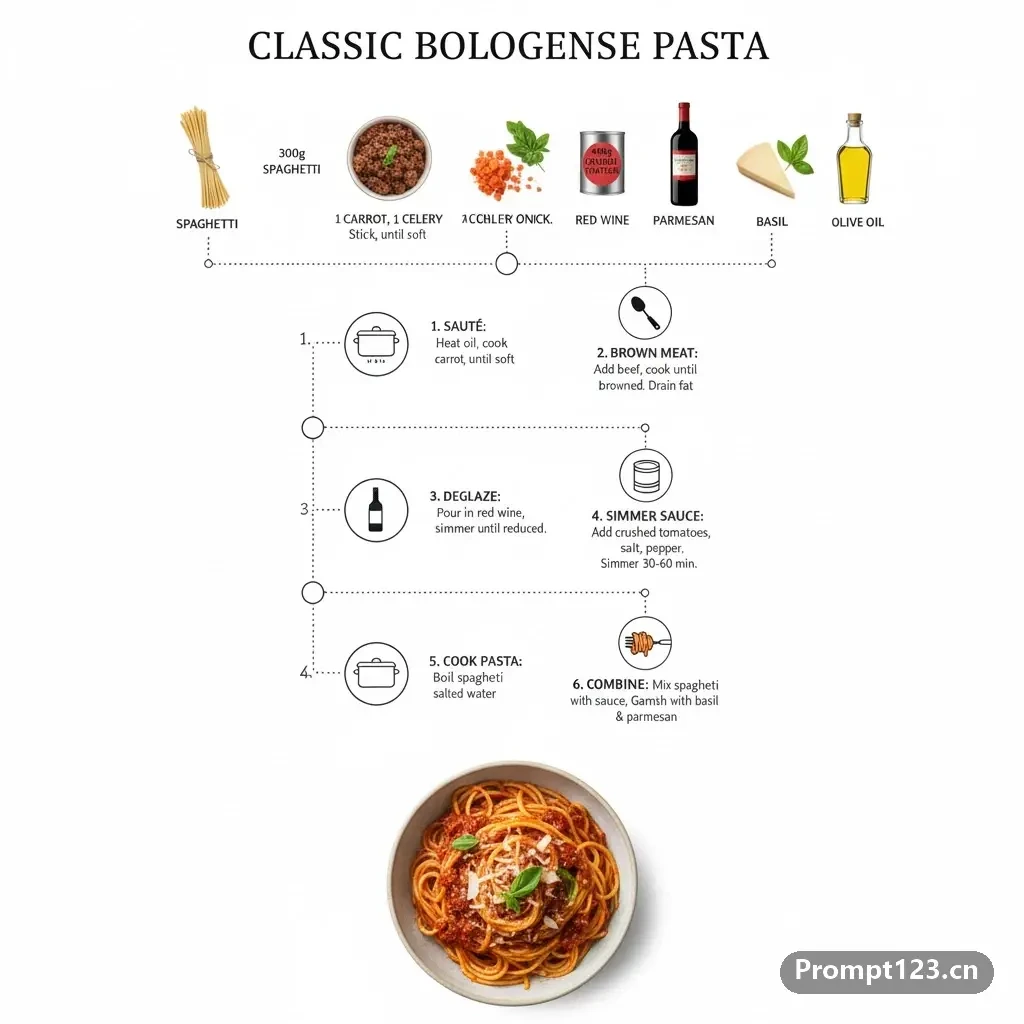 CLASSIC BOLOGENSE PASTA
300g
SPAGHETTI
SPAGHETTI
1 CARROT, 1 CELERY
Stick, until soft
RED WINE
PARMESAN
BASIL
OLIVE OIL
1.
1. SAUTÉ:
Heat oil, cook
carrot, until soft
2. BROWN MEAT:
Add beef, cook until
browned. Drain fat
3
3. DEGLAZE:
Pour in red wine,
simmer until reduced.
4. SIMMER SAUCE:
Add crushed tomatoes,
salt, pepper,
Simmer 30-60 min.
4.
5. COOK PASTA:
Boil spagheti
salted water
6. COMBINE: Mix spagheti
with sauce, Gamsh with basil
& parmesan
Prompt123.cn